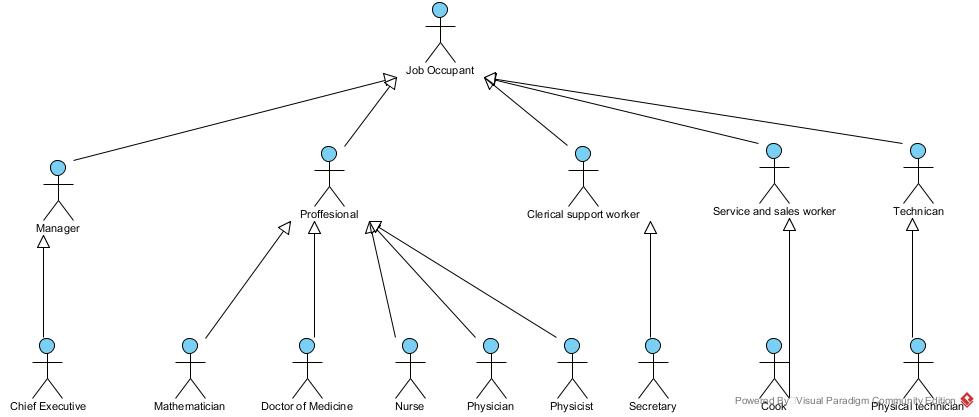 Job Occupant
Manager
Proffesional
Clerical support worker
Service and sales worker
Technican
Chief Executive
Mathematician
Doctor of Medicine
Nurse
Physician
Physicist
Secretary
Cook
Physical technician
Powered By Visual Paradigm Community Edition